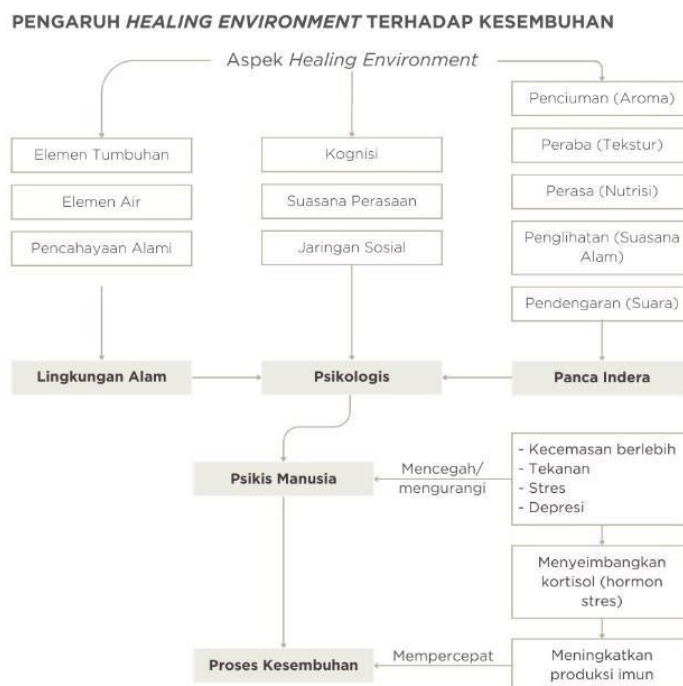 PENGARUH HEALING ENVIRONMENT TERHADAP KESEMBUHAN
Aspek Healing Environment
Elemen Tumbuhan
Elemen Air
Pencahayaan Alami
Lingkungan Alam
Kognisi
Suasana Perasaan
Jaringan Sosial
Psikologis
Penciuman (Aroma)
Peraba (Tekstur)
Perasa (Nutrisi)
Penglihatan (Suasana
Alam)
Pendengaran (Suara)
Panca Indera
Psikis Manusia
Mencegah/
mengurangi
- Kecemasan berlebih
- Tekanan
- Stres
- Depresi
Menyeimbangkan
kortisol (hormon
stres)
Proses Kesembuhan
Mempercepat
Meningkatkan
produksi imun